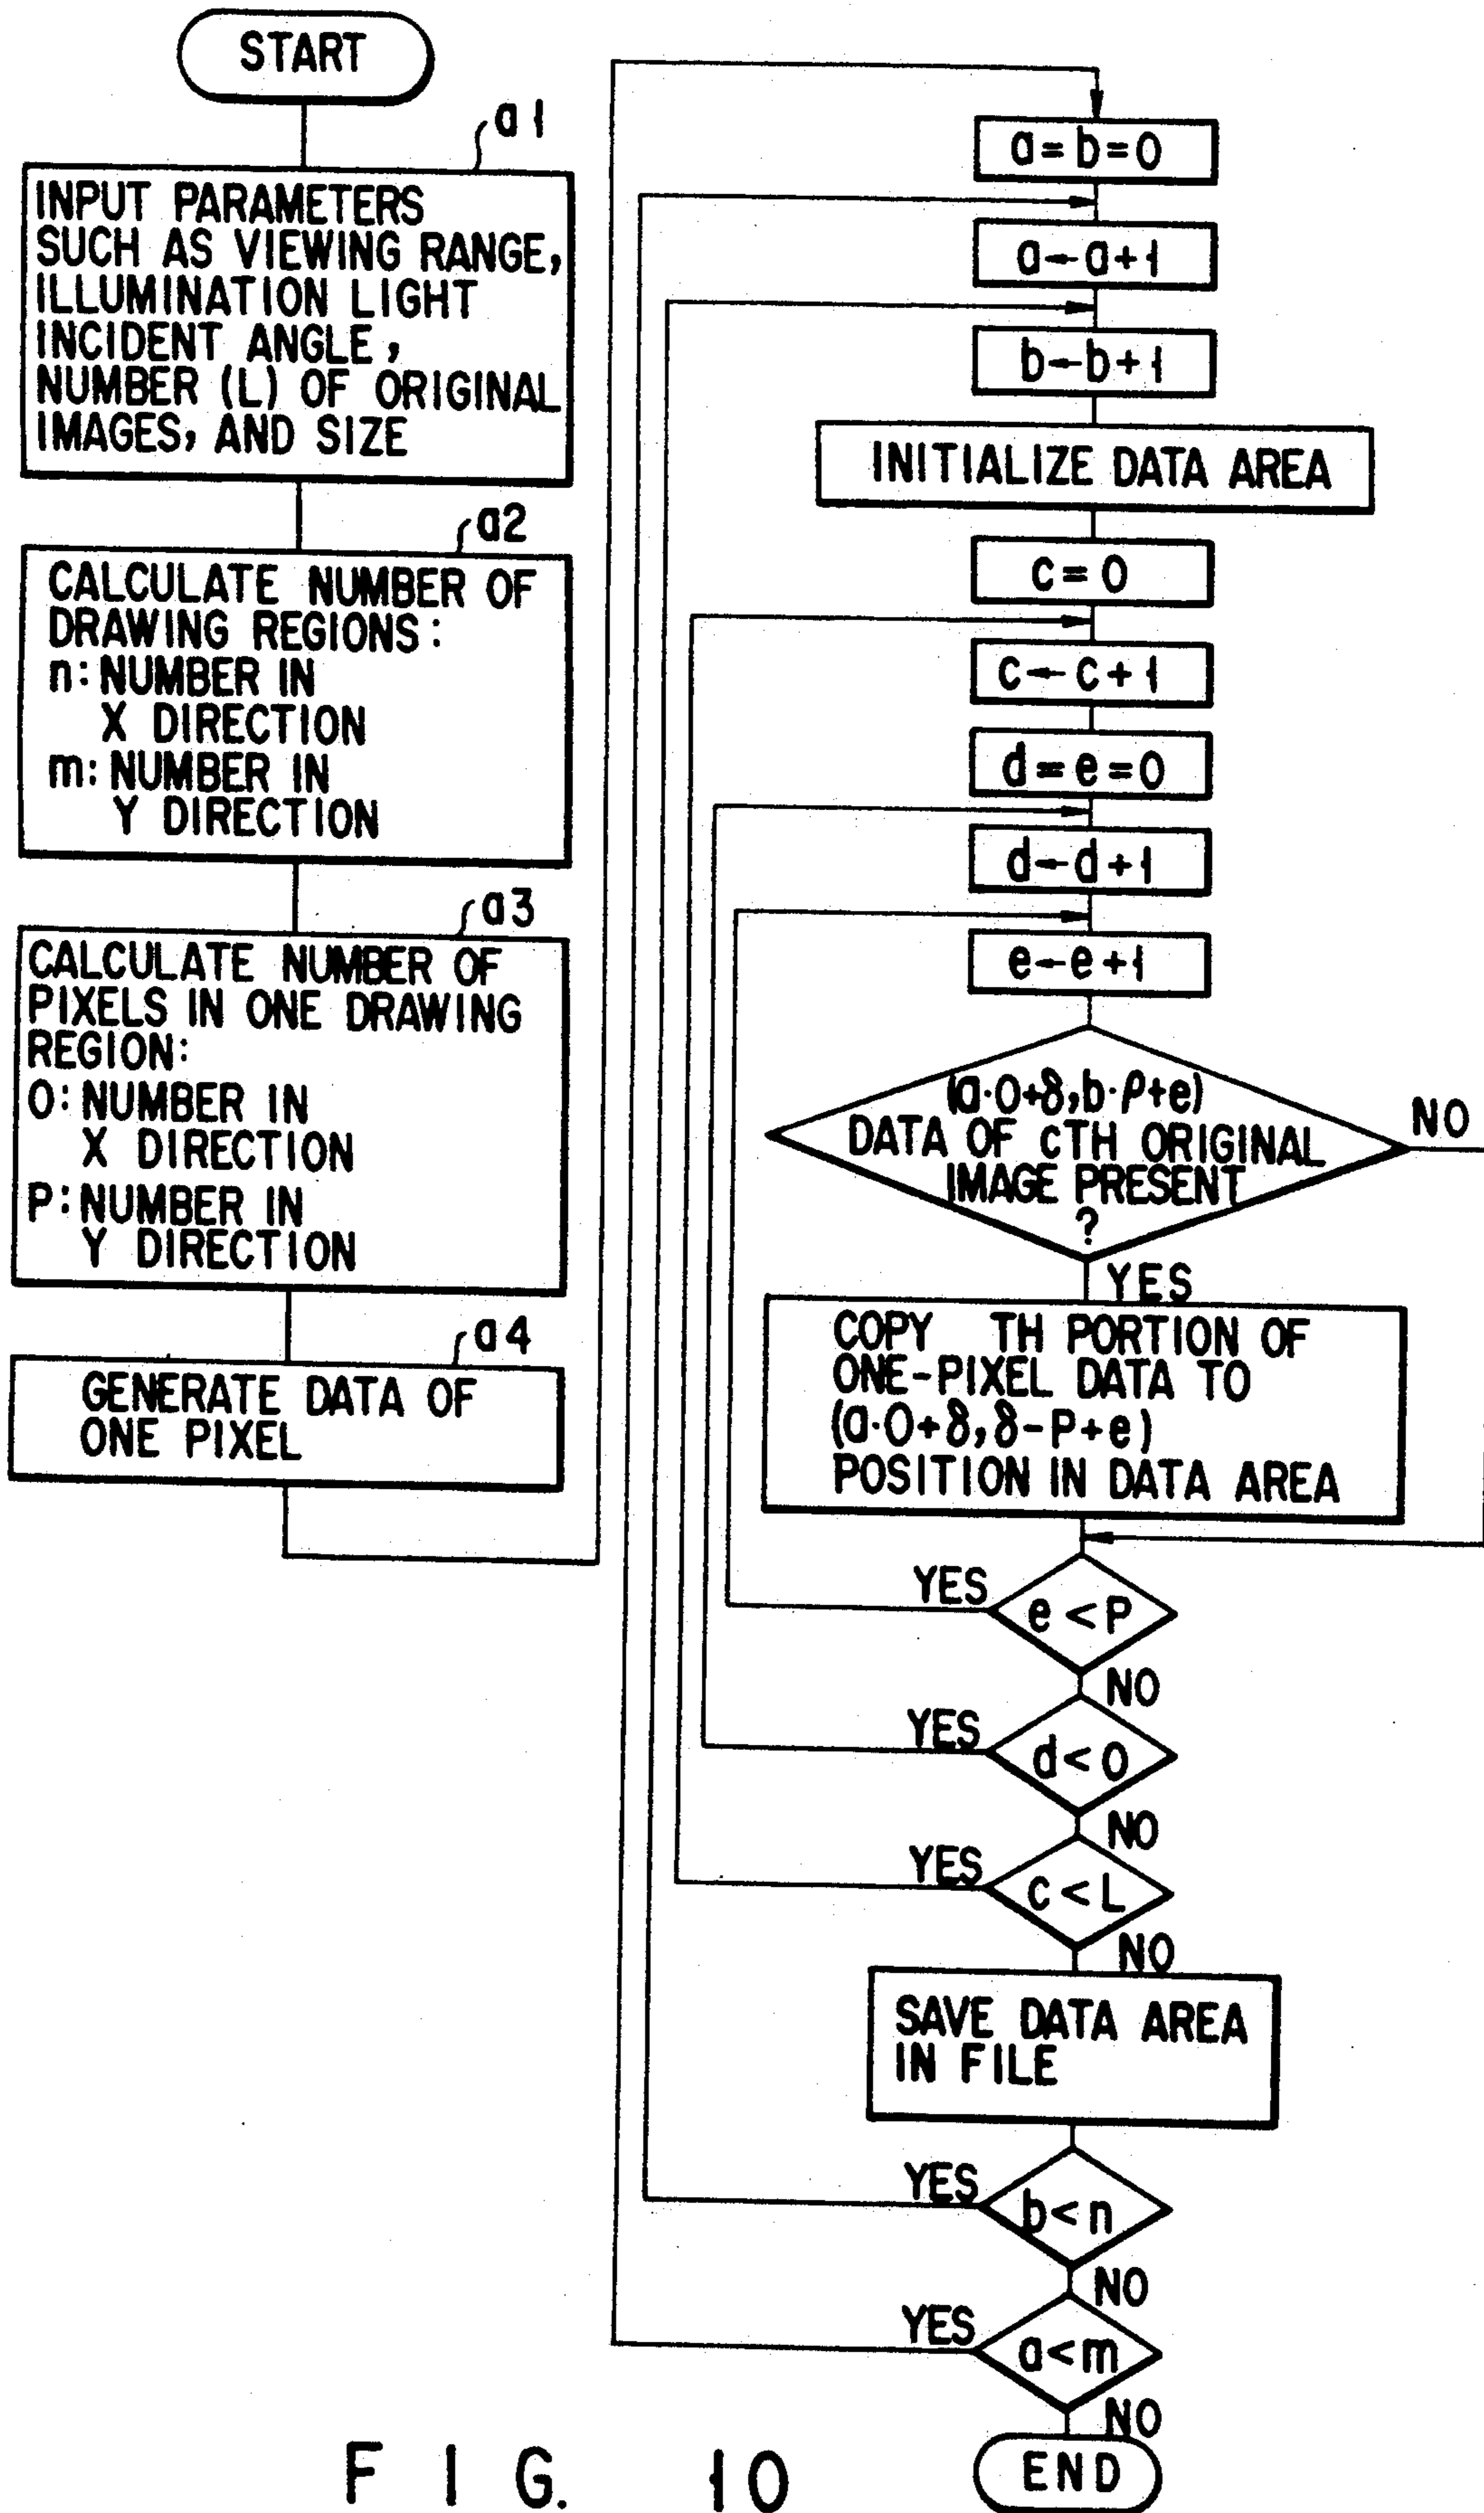 START
a1
INPUT PARAMETERS
SUCH AS VIEWING RANGE,
ILLUMINATION LIGHT
INCIDENT ANGLE,
NUMBER (L) OF ORIGINAL
IMAGES, AND SIZE
a2
CALCULATE NUMBER OF
DRAWING REGIONS:
n: NUMBER IN
X DIRECTION
m: NUMBER IN
Y DIRECTION
a3
CALCULATE NUMBER OF
PIXELS IN ONE DRAWING
REGION:
O: NUMBER IN
X DIRECTION
P: NUMBER IN
Y DIRECTION
a4
GENERATE DATA OF
ONE PIXEL
a=b=0
a←a+1
b←b+1
INITIALIZE DATA AREA
c=0
c←c+1
d=e=0
d←d+1
e←e+1
(a·O+δ,b·P+e)
DATA OF cTH ORIGINAL
IMAGE PRESENT
?
NO
YES
COPY TH PORTION OF
ONE-PIXEL DATA TO
(a·O+δ,δ-P+e)
POSITION IN DATA AREA
YES
e<P
NO
YES
d<O
NO
YES
c<L
NO
SAVE DATA AREA
IN FILE
YES
b<n
NO
YES
a<m
NO
END
FIG. 10